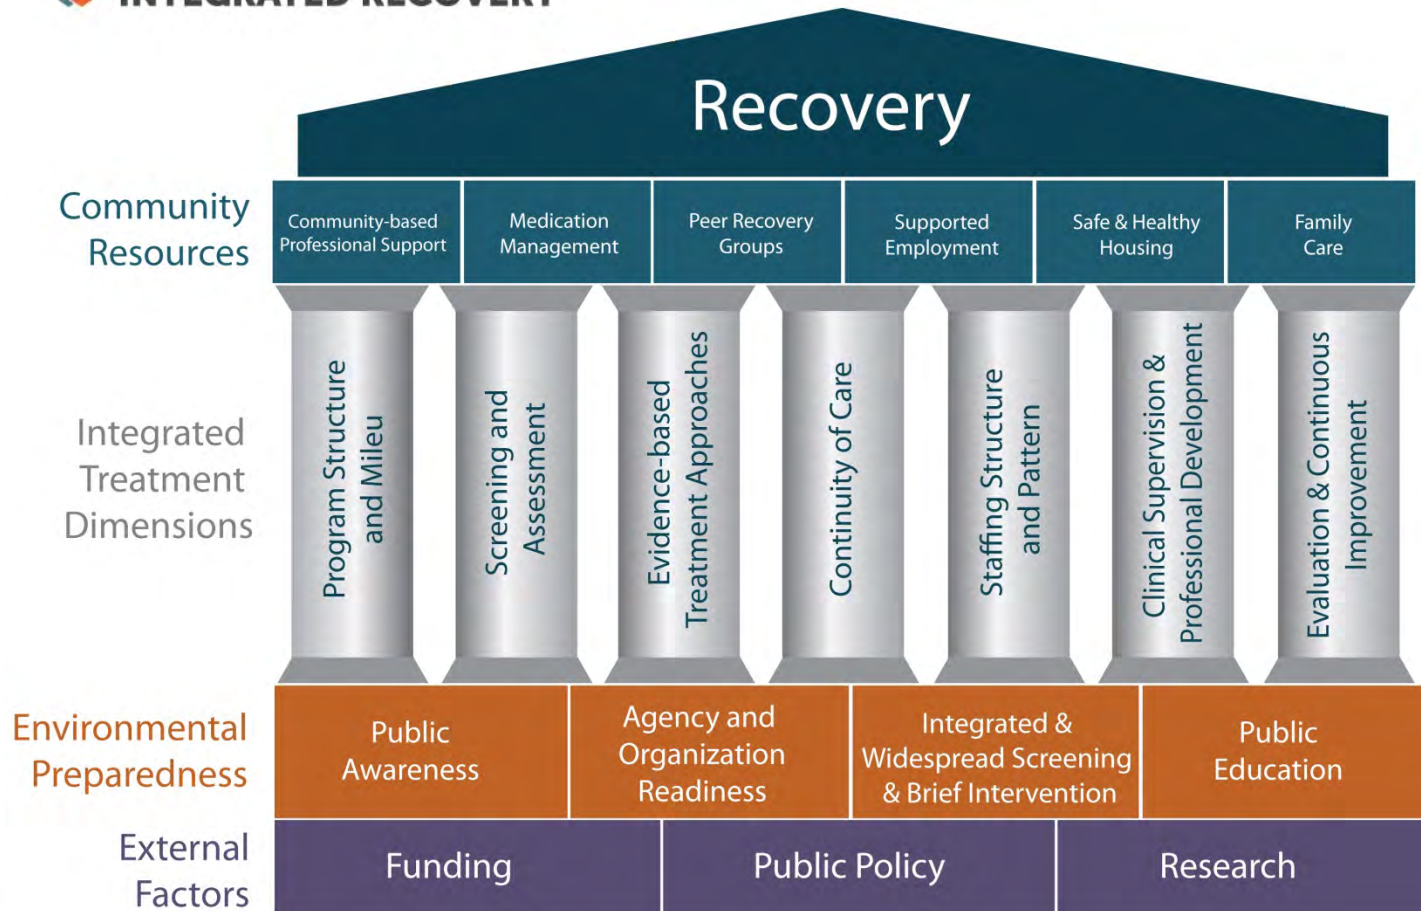 INTEGRATED RECOVERY
Recovery
Community
Resources
Community-based
Professional Support
Medication
Management
Peer Recovery
Groups
Supported
Employment
Safe & Healthy
Housing
Family
Care
Integrated
Treatment
Dimensions
Program Structure
and Mileu
Screening and
Assessment
Evidence-based
Treatment Approaches
Continuity of Care
Staffing Structure
and Pattern
Clinical Supervision &
Professional Development
Evaluation & Continuous
Improvement
Environmental
Preparedness
Public
Awareness
Agency and
Organization
Readiness
Integrated &
Widespread Screening
& Brief Intervention
Public
Education
External
Factors
Funding
Public Policy
Research